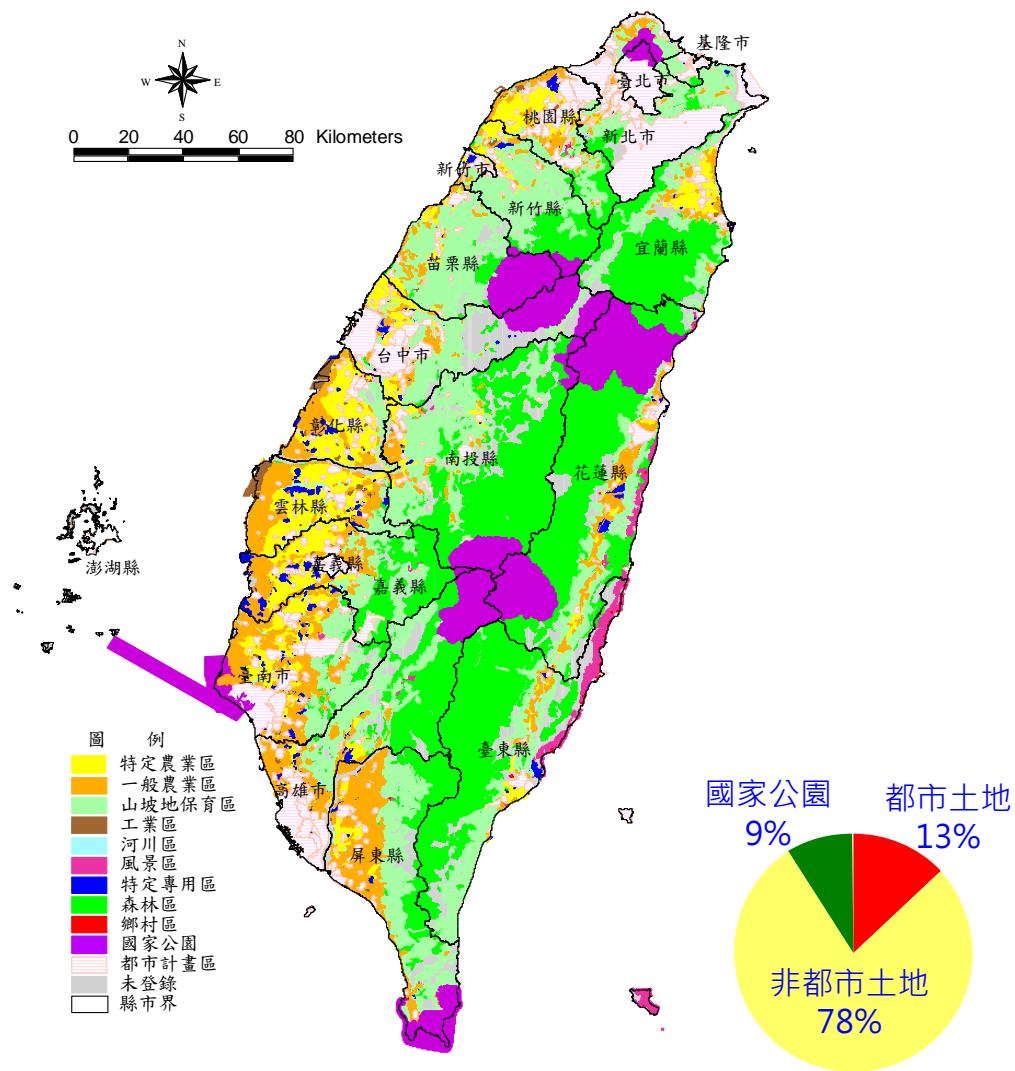 N
W E
S
0 20 40 60 80 Kilometers
基隆市
臺北市
桃園縣
新北市
新竹市
新竹縣
宜蘭縣
苗栗縣
台中市
彰化縣
南投縣
花蓮縣
雲林縣
澎湖縣
嘉義縣
嘉義縣
臺南市
臺東縣
高雄市
屏東縣
圖 例
特定農業區
一般農業區
山坡地保育區
工業區
河川區
風景區
特定專用區
森林區
鄉村區
國家公園
都市計畫區
未登錄
縣市界
國家公園
9%
都市土地
13%
非都市土地
78%